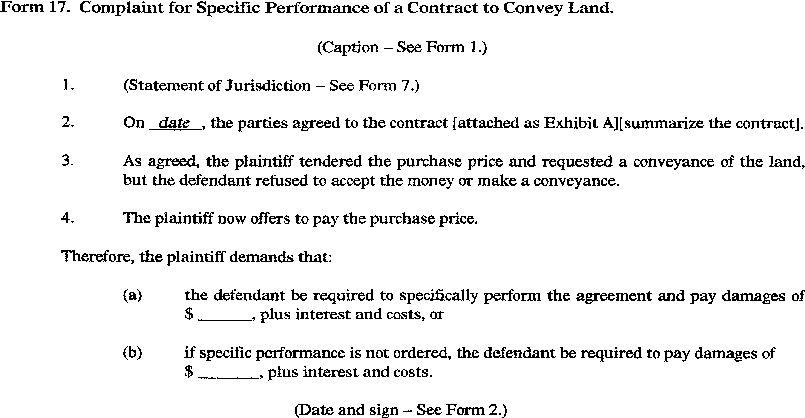 Form 17. Complaint for Specific Performance of a Contract to Convey Land.
(Caption – See Form 1.)
1. (Statement of Jurisdiction – See Form 7.)
2. On date , the parties agreed to the contract [attached as Exhibit A][summarize the contract].
3. As agreed, the plaintiff tendered the purchase price and requested a conveyance of the land,
but the defendant refused to accept the money or make a conveyance.
4. The plaintiff now offers to pay the purchase price.
Therefore, the plaintiff demands that:
(a) the defendant be required to specifically perform the agreement and pay damages of
$ ______, plus interest and costs, or
(b) if specific performance is not ordered, the defendant be required to pay damages of
$ ______, plus interest and costs.
(Date and sign – See Form 2.)